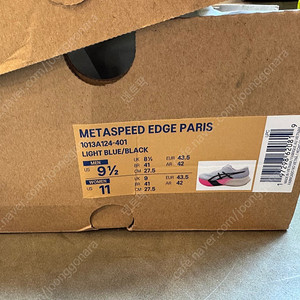 METASPEED EDGE PARIS
1013A124-401
LIGHT BLUE/BLACK
MEN
US 9½
UK 8½ EUR 43.5
BR 41 AR 42
CM 27.5
WOMEN
US 11
UK 9 EUR 43.5
BR 41 AR 42
CM 27.5